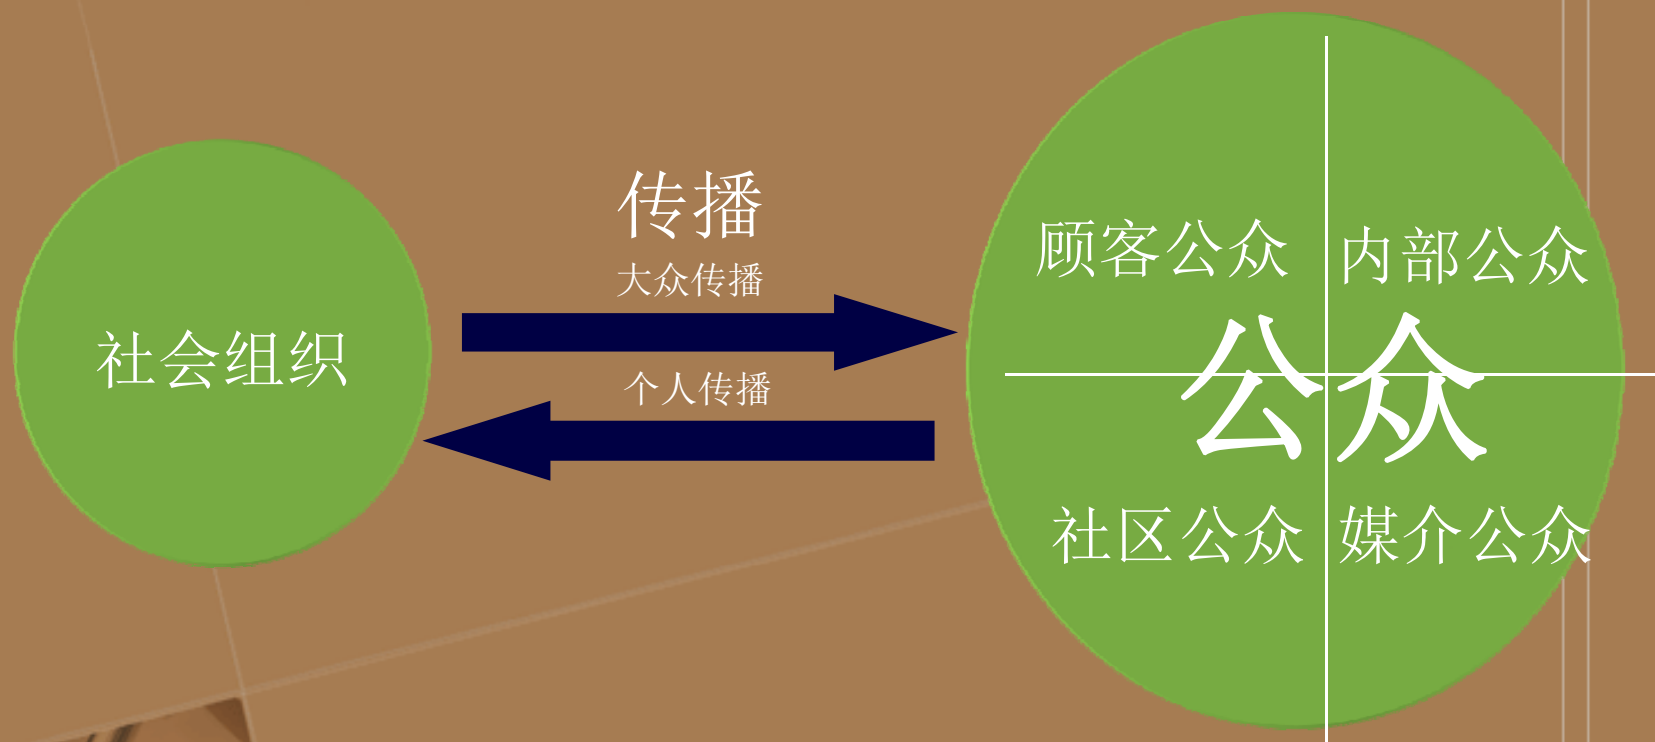 社会组织
传播
大众传播
个人传播
顾客公众
内部公众
公众
社区公众
媒介公众